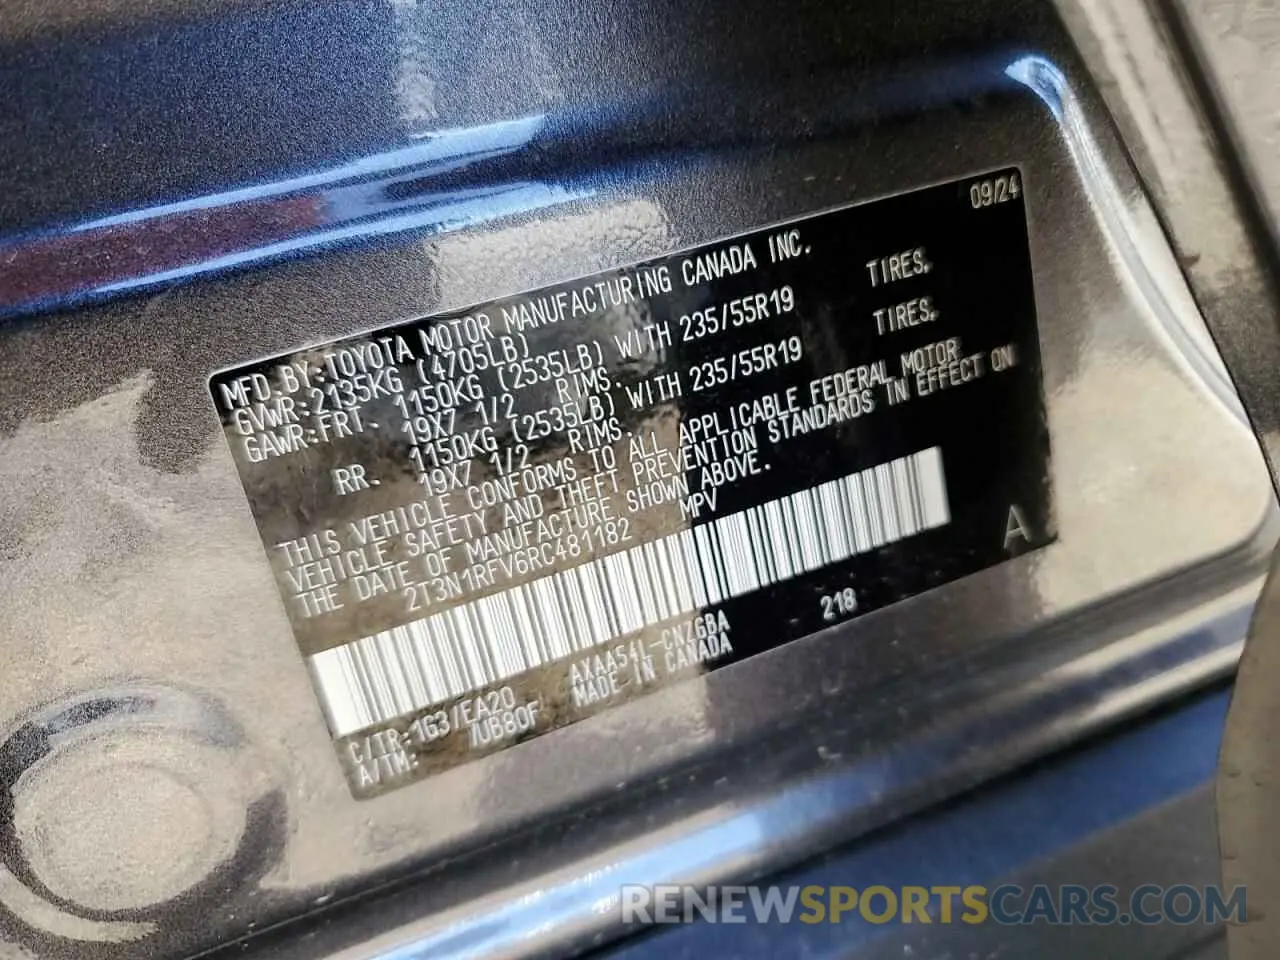 09/24
MFD.BY:TOYOTA MOTOR MANUFACTURING CANADA INC.
GVWR:2135KG (4705LB)
GAWR:FRT. 1150KG (2535LB) WITH 235/55R19 TIRES,
19X7 1/2 RIMS.
RR. 1150KG (2535LB) WITH 235/55R19 TIRES,
19X7 1/2 RIMS.
THIS VEHICLE CONFORMS TO ALL APPLICABLE FEDERAL MOTOR
VEHICLE SAFETY AND THEFT PREVENTION STANDARDS IN EFFECT ON
THE DATE OF MANUFACTURE SHOWN ABOVE.
2T3N1RFV6RC481182 MPV
A
C/TR:1G3/EA20 AXAA54L-CNZGBA 218
A/TM: /UB80F MADE IN CANADA
RENEWSPORTSCARS.COM